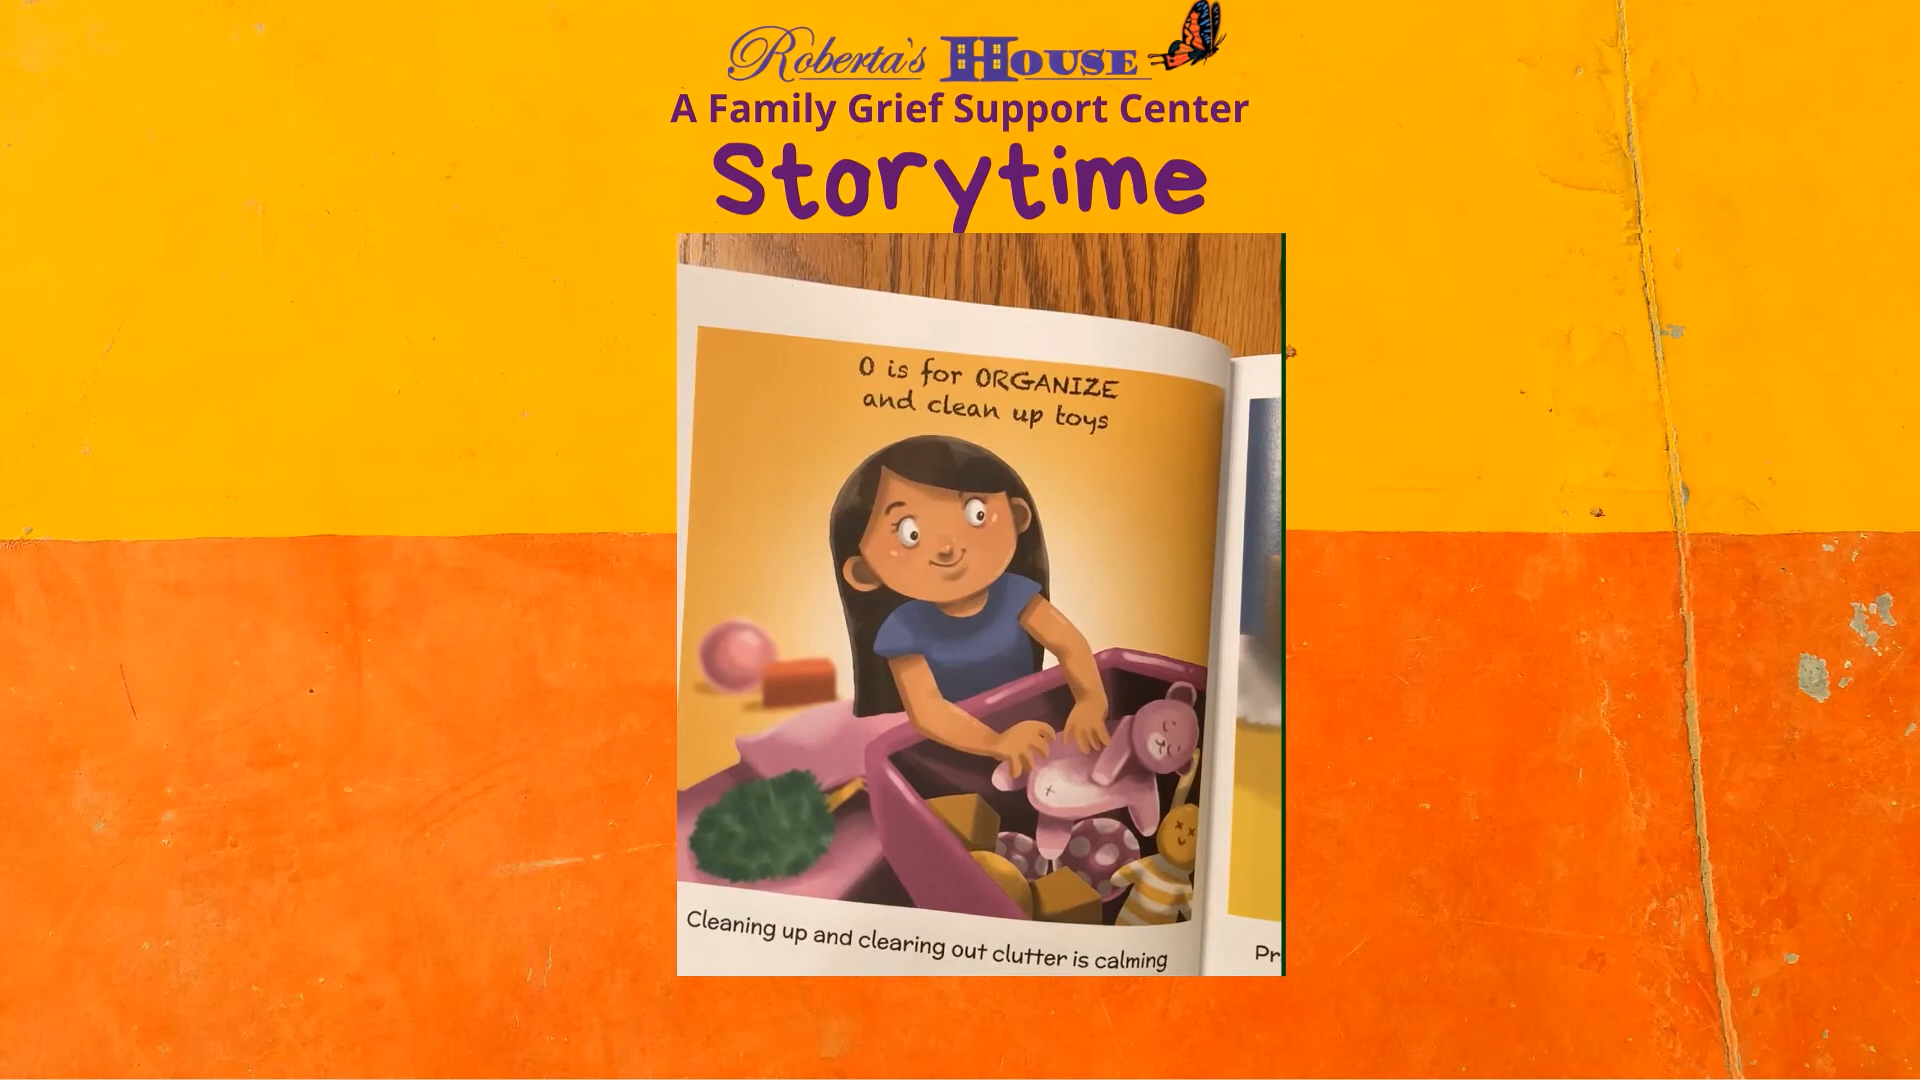 Roberta's House
A Family Grief Support Center
Storytime
O is for ORGANIZE
and clean up toys
Cleaning up and clearing out clutter is calming
Pr